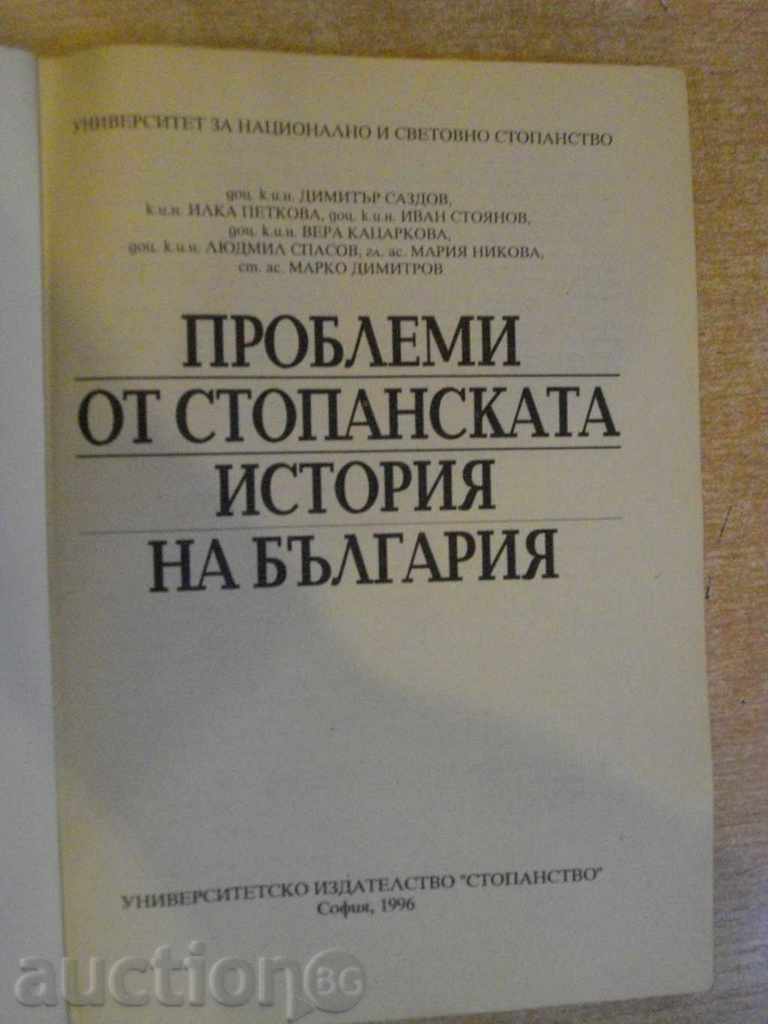 УНИВЕРСИТЕТ ЗА НАЦИОНАЛНО И СВЕТОВНО СТОПАНСТВО
доц. к.и.н. ДИМИТЪР САЗДОВ,
к.и.н. ИЛКА ПЕТКОВА, доц. к.и.н. ИВАН СТОЯНОВ,
доц. к.и.н. ВЕРА КАЦАРКОВА,
доц. к.и.н. ЛЮДМИЛ СПАСОВ, гл. ас. МАРИЯ НИКОВА,
ст. ас. МАРКО ДИМИТРОВ
ПРОБЛЕМИ
ОТ СТОПАНСКАТА
ИСТОРИЯ
НА БЪЛГАРИЯ
УНИВЕРСИТЕТСКО ИЗДАТЕЛСТВО "СТОПАНСТВО"
София, 1996
auction BG